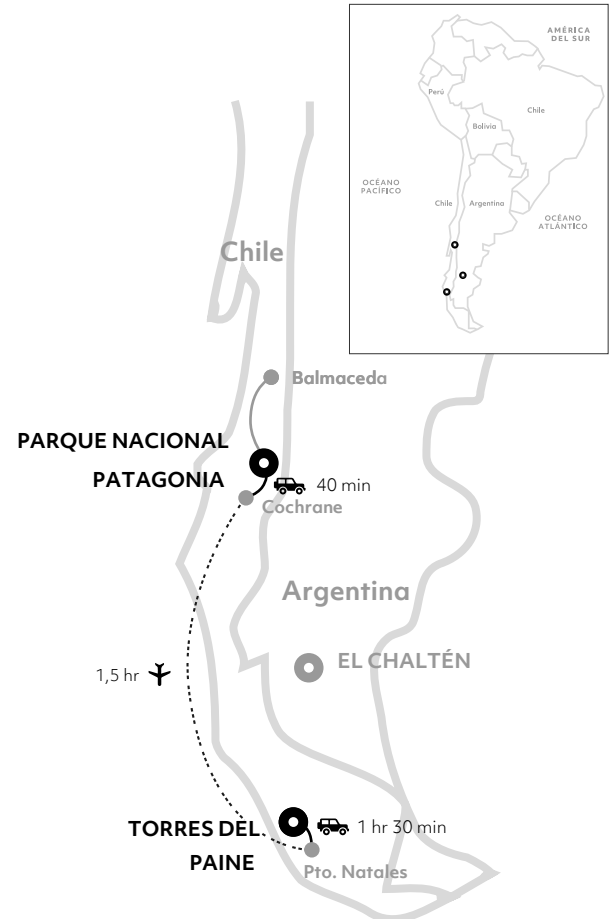 AMÉRICA
DEL SUR
Perú
Chile
Bolivia
OCÉANO
PACÍFICO
Chile
Argentina
OCÉANO
ATLÁNTICO
Chile
Balmaceda
PARQUE NACIONAL
PATAGONIA
40 min
Cochrane
Argentina
EL CHALTÉN
1,5 hr
TORRES DEL
PAINE
1 hr 30 min
Pto. Natales